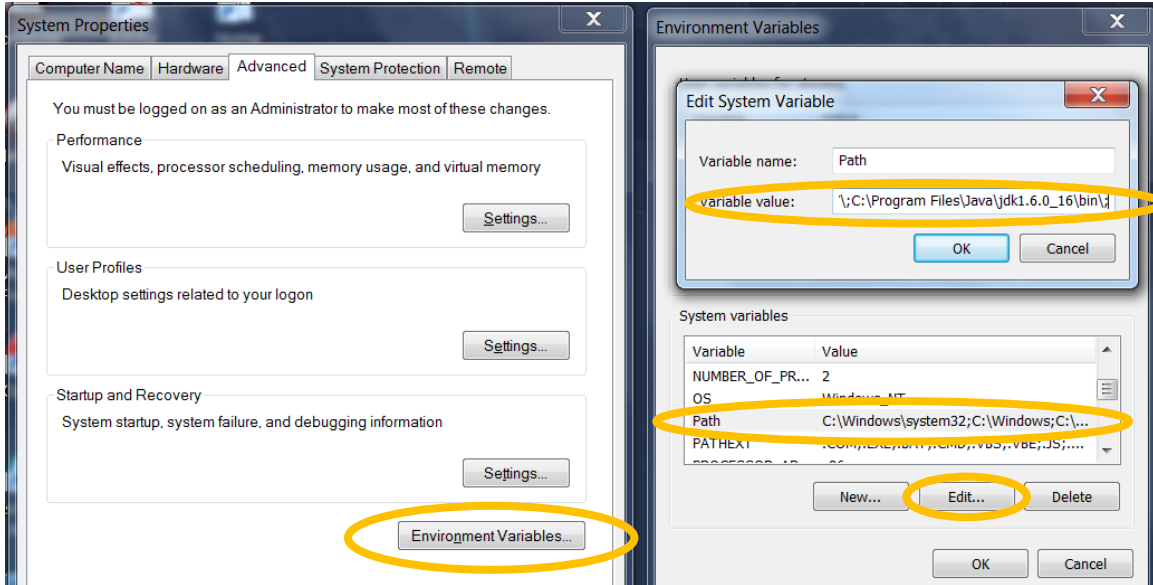 System Properties
X
Computer Name Hardware Advanced System Protection Remote
You must be logged on as an Administrator to make most of these changes.
Performance
Visual effects, processor scheduling, memory usage, and virtual memory
Settings...
User Profiles
Desktop settings related to your logon
Settings...
Startup and Recovery
System startup, system failure, and debugging information
Settings...
Environment Variables...
Environment Variables
X
Edit System Variable
X
Variable name: Path
Variable value: \;C:\Program Files\Java\jdk1.6.0_16\bin\;
OK Cancel
System variables
Variable Value
NUMBER_OF_PR... 2
OS Windows_NT
Path C:\Windows\system32;C:\Windows;C:\...
PATHEXT .COM;.EXE;.BAT;.CMD;.VBS;.VBE;.JS;....
New... Edit... Delete
OK Cancel